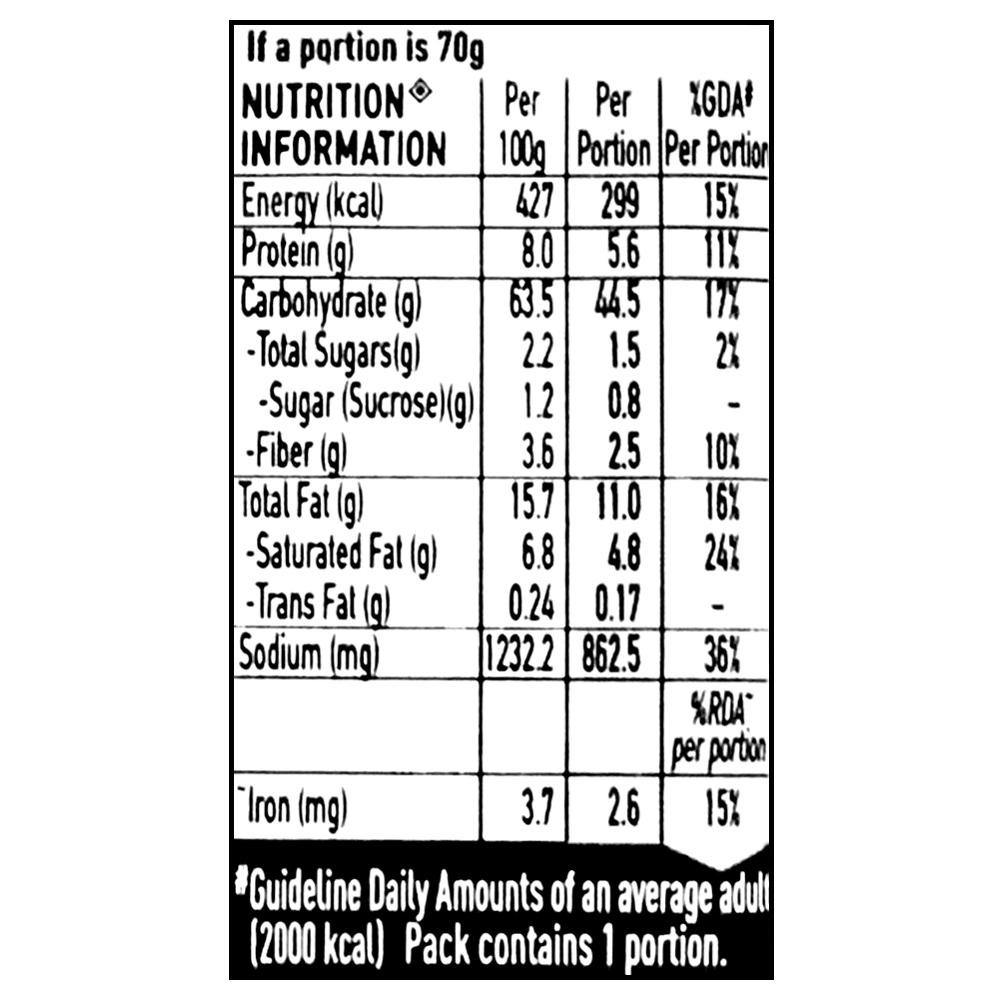 If a portion is 70g
NUTRITION INFORMATION Per 100g Per Portion %GDA# Per Portion
Energy (kcal) 427 299 15%
Protein (g) 8.0 5.6 11%
Carbohydrate (g) 63.5 44.5 17%
-Total Sugars(g) 2.2 1.5 2%
-Sugar (Sucrose)(g) 1.2 0.8 -
-Fiber (g) 3.6 2.5 10%
Total Fat (g) 15.7 11.0 16%
-Saturated Fat (g) 6.8 4.8 24%
-Trans Fat (g) 0.24 0.17 -
Sodium (mg) 1232.2 862.5 36%
%RDA~
per portion
~Iron (mg) 3.7 2.6 15%
#Guideline Daily Amounts of an average adult
(2000 kcal) Pack contains 1 portion.